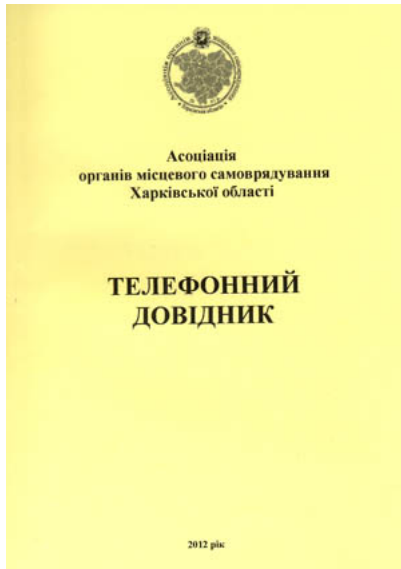 Асоціація
органів місцевого самоврядування
Харківської області
ТЕЛЕФОННИЙ
ДОВІДНИК
2012 рік